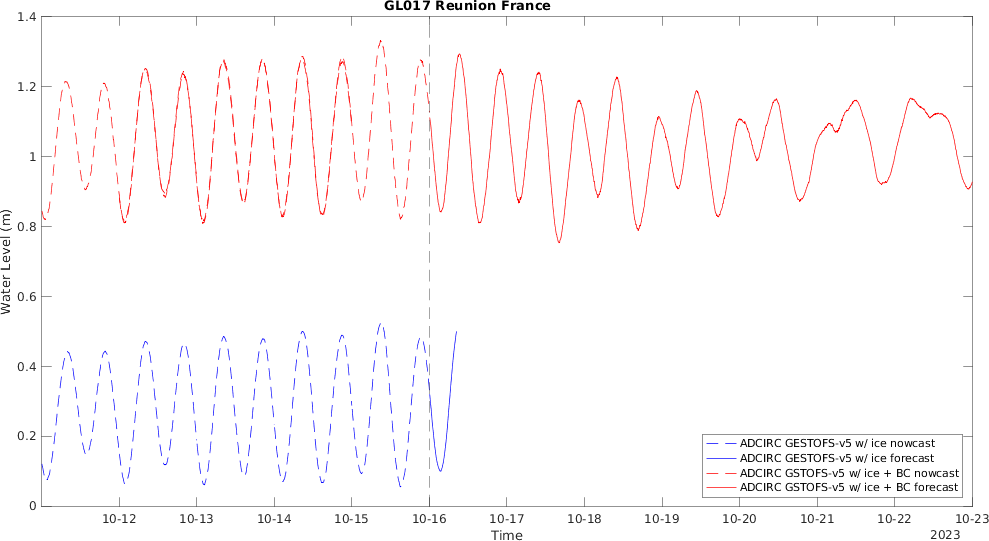 GL017 Reunion France
1.4
1.2
1
0.8
0.6
0.4
0.2
0
Water Level (m)
10-12 10-13 10-14 10-15 10-16 10-17 10-18 10-19 10-20 10-21 10-22 10-23
Time
2023
ADCIRC GESTOFS-v5 w/ ice nowcast
ADCIRC GESTOFS-v5 w/ ice forecast
ADCIRC GSTOFS-v5 w/ ice + BC nowcast
ADCIRC GSTOFS-v5 w/ ice + BC forecast